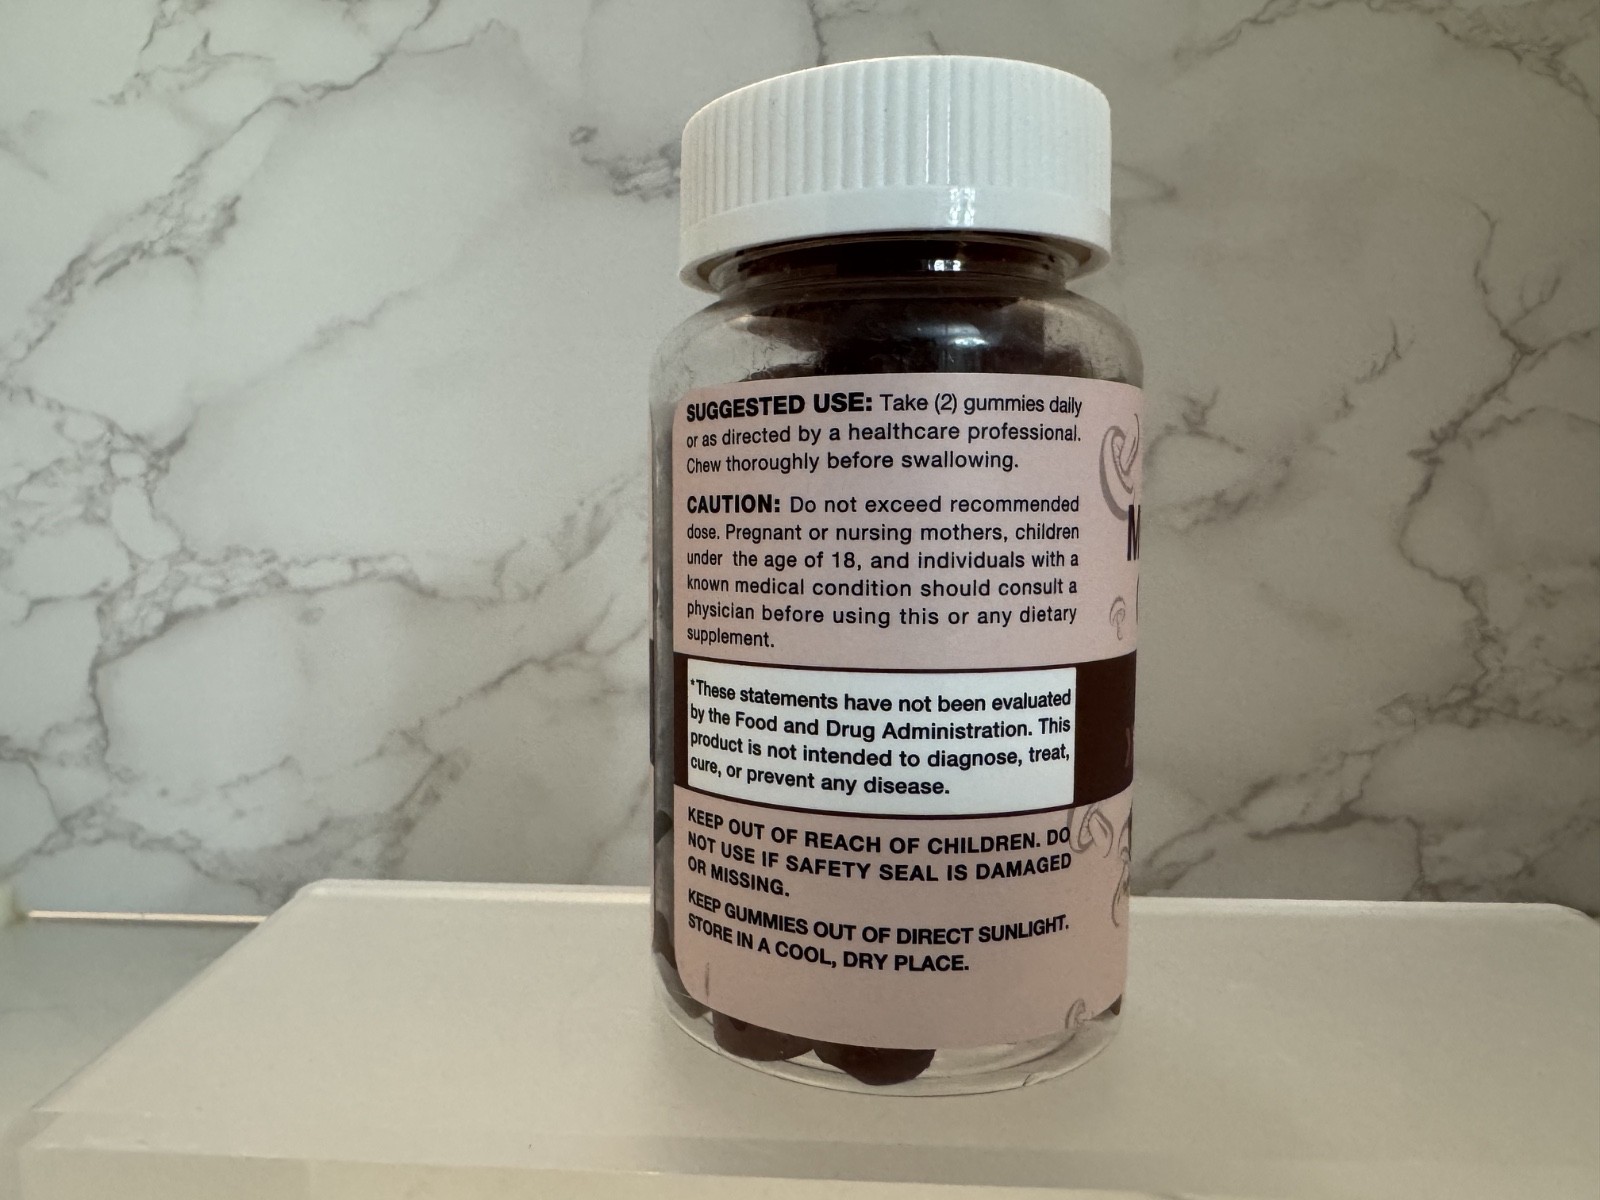 SUGGESTED USE: Take (2) gummies daily
or as directed by a healthcare professional.
Chew thoroughly before swallowing.
CAUTION: Do not exceed recommended
dose. Pregnant or nursing mothers, children
under the age of 18, and individuals with a
known medical condition should consult a
physician before using this or any dietary
supplement.
*These statements have not been evaluated
by the Food and Drug Administration. This
product is not intended to diagnose, treat,
cure, or prevent any disease.
KEEP OUT OF REACH OF CHILDREN. DO
NOT USE IF SAFETY SEAL IS DAMAGED
OR MISSING.
KEEP GUMMIES OUT OF DIRECT SUNLIGHT.
STORE IN A COOL, DRY PLACE.